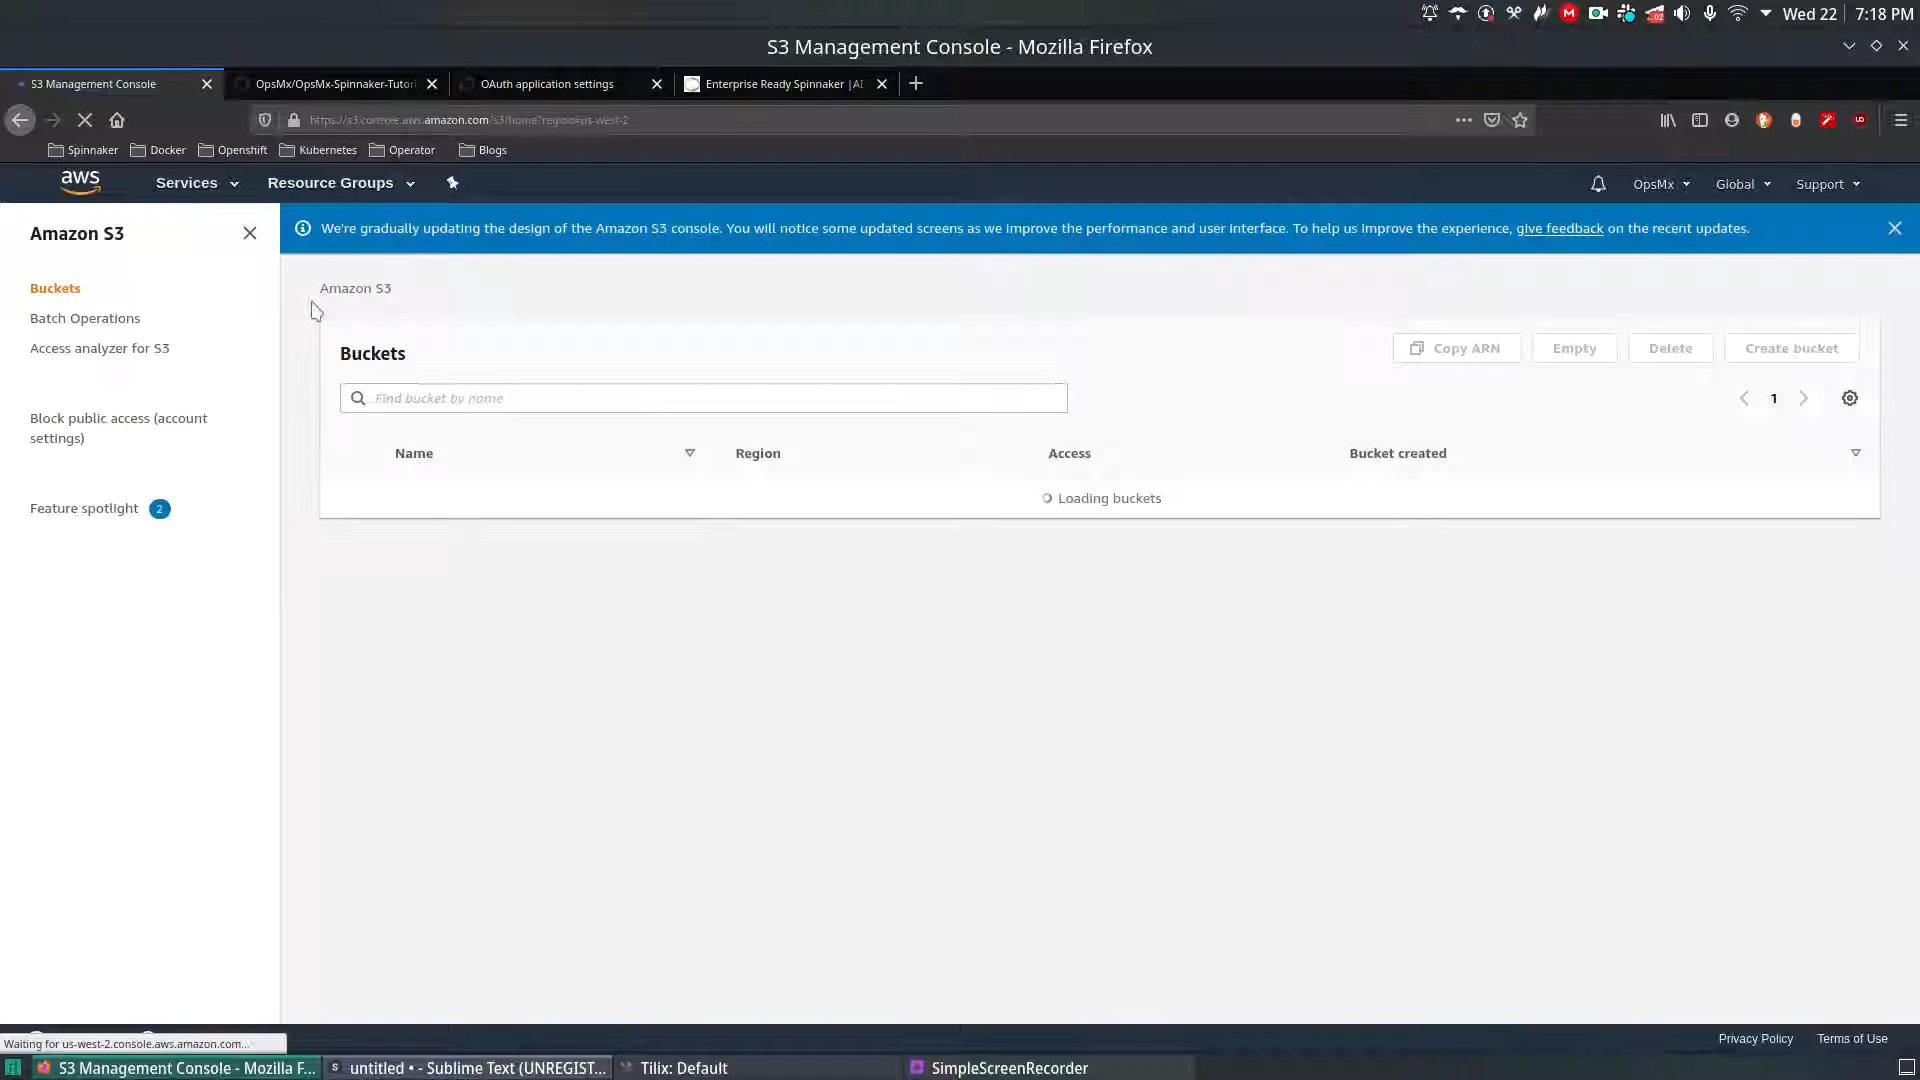 Wed 22
7:18 PM
S3 Management Console - Mozilla Firefox
S3 Management Console
OpsMx/OpsMx-Spinnaker-Tutori
OAuth application settings
Enterprise Ready Spinnaker |AI
https://s3.console.aws.amazon.com/s3/home?region=us-west-2
Spinnaker
Docker
Openshift
Kubernetes
Operator
Blogs
aws
Services
Resource Groups
OpsMx
Global
Support
Amazon S3
We're gradually updating the design of the Amazon S3 console. You will notice some updated screens as we improve the performance and user interface. To help us improve the experience, give feedback on the recent updates.
Buckets
Batch Operations
Access analyzer for S3
Block public access (account
settings)
Feature spotlight 2
Amazon S3
Buckets
Copy ARN
Empty
Delete
Create bucket
Find bucket by name
1
Name
Region
Access
Bucket created
Loading buckets
Privacy Policy
Terms of Use
Waiting for us-west-2.console.aws.amazon.com...
S3 Management Console - Mozilla F...
untitled • - Sublime Text (UNREGIST...
Tilix: Default
SimpleScreenRecorder